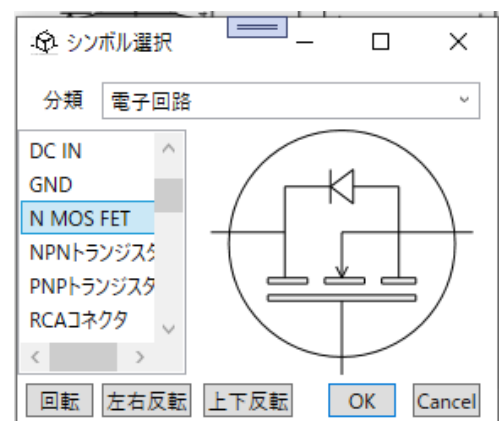 シンボル選択
分類 電子回路
DC IN
GND
N MOS FET
NPNトランジスタ
PNPトランジスタ
RCAコネクタ
回転 左右反転 上下反転 OK Cancel